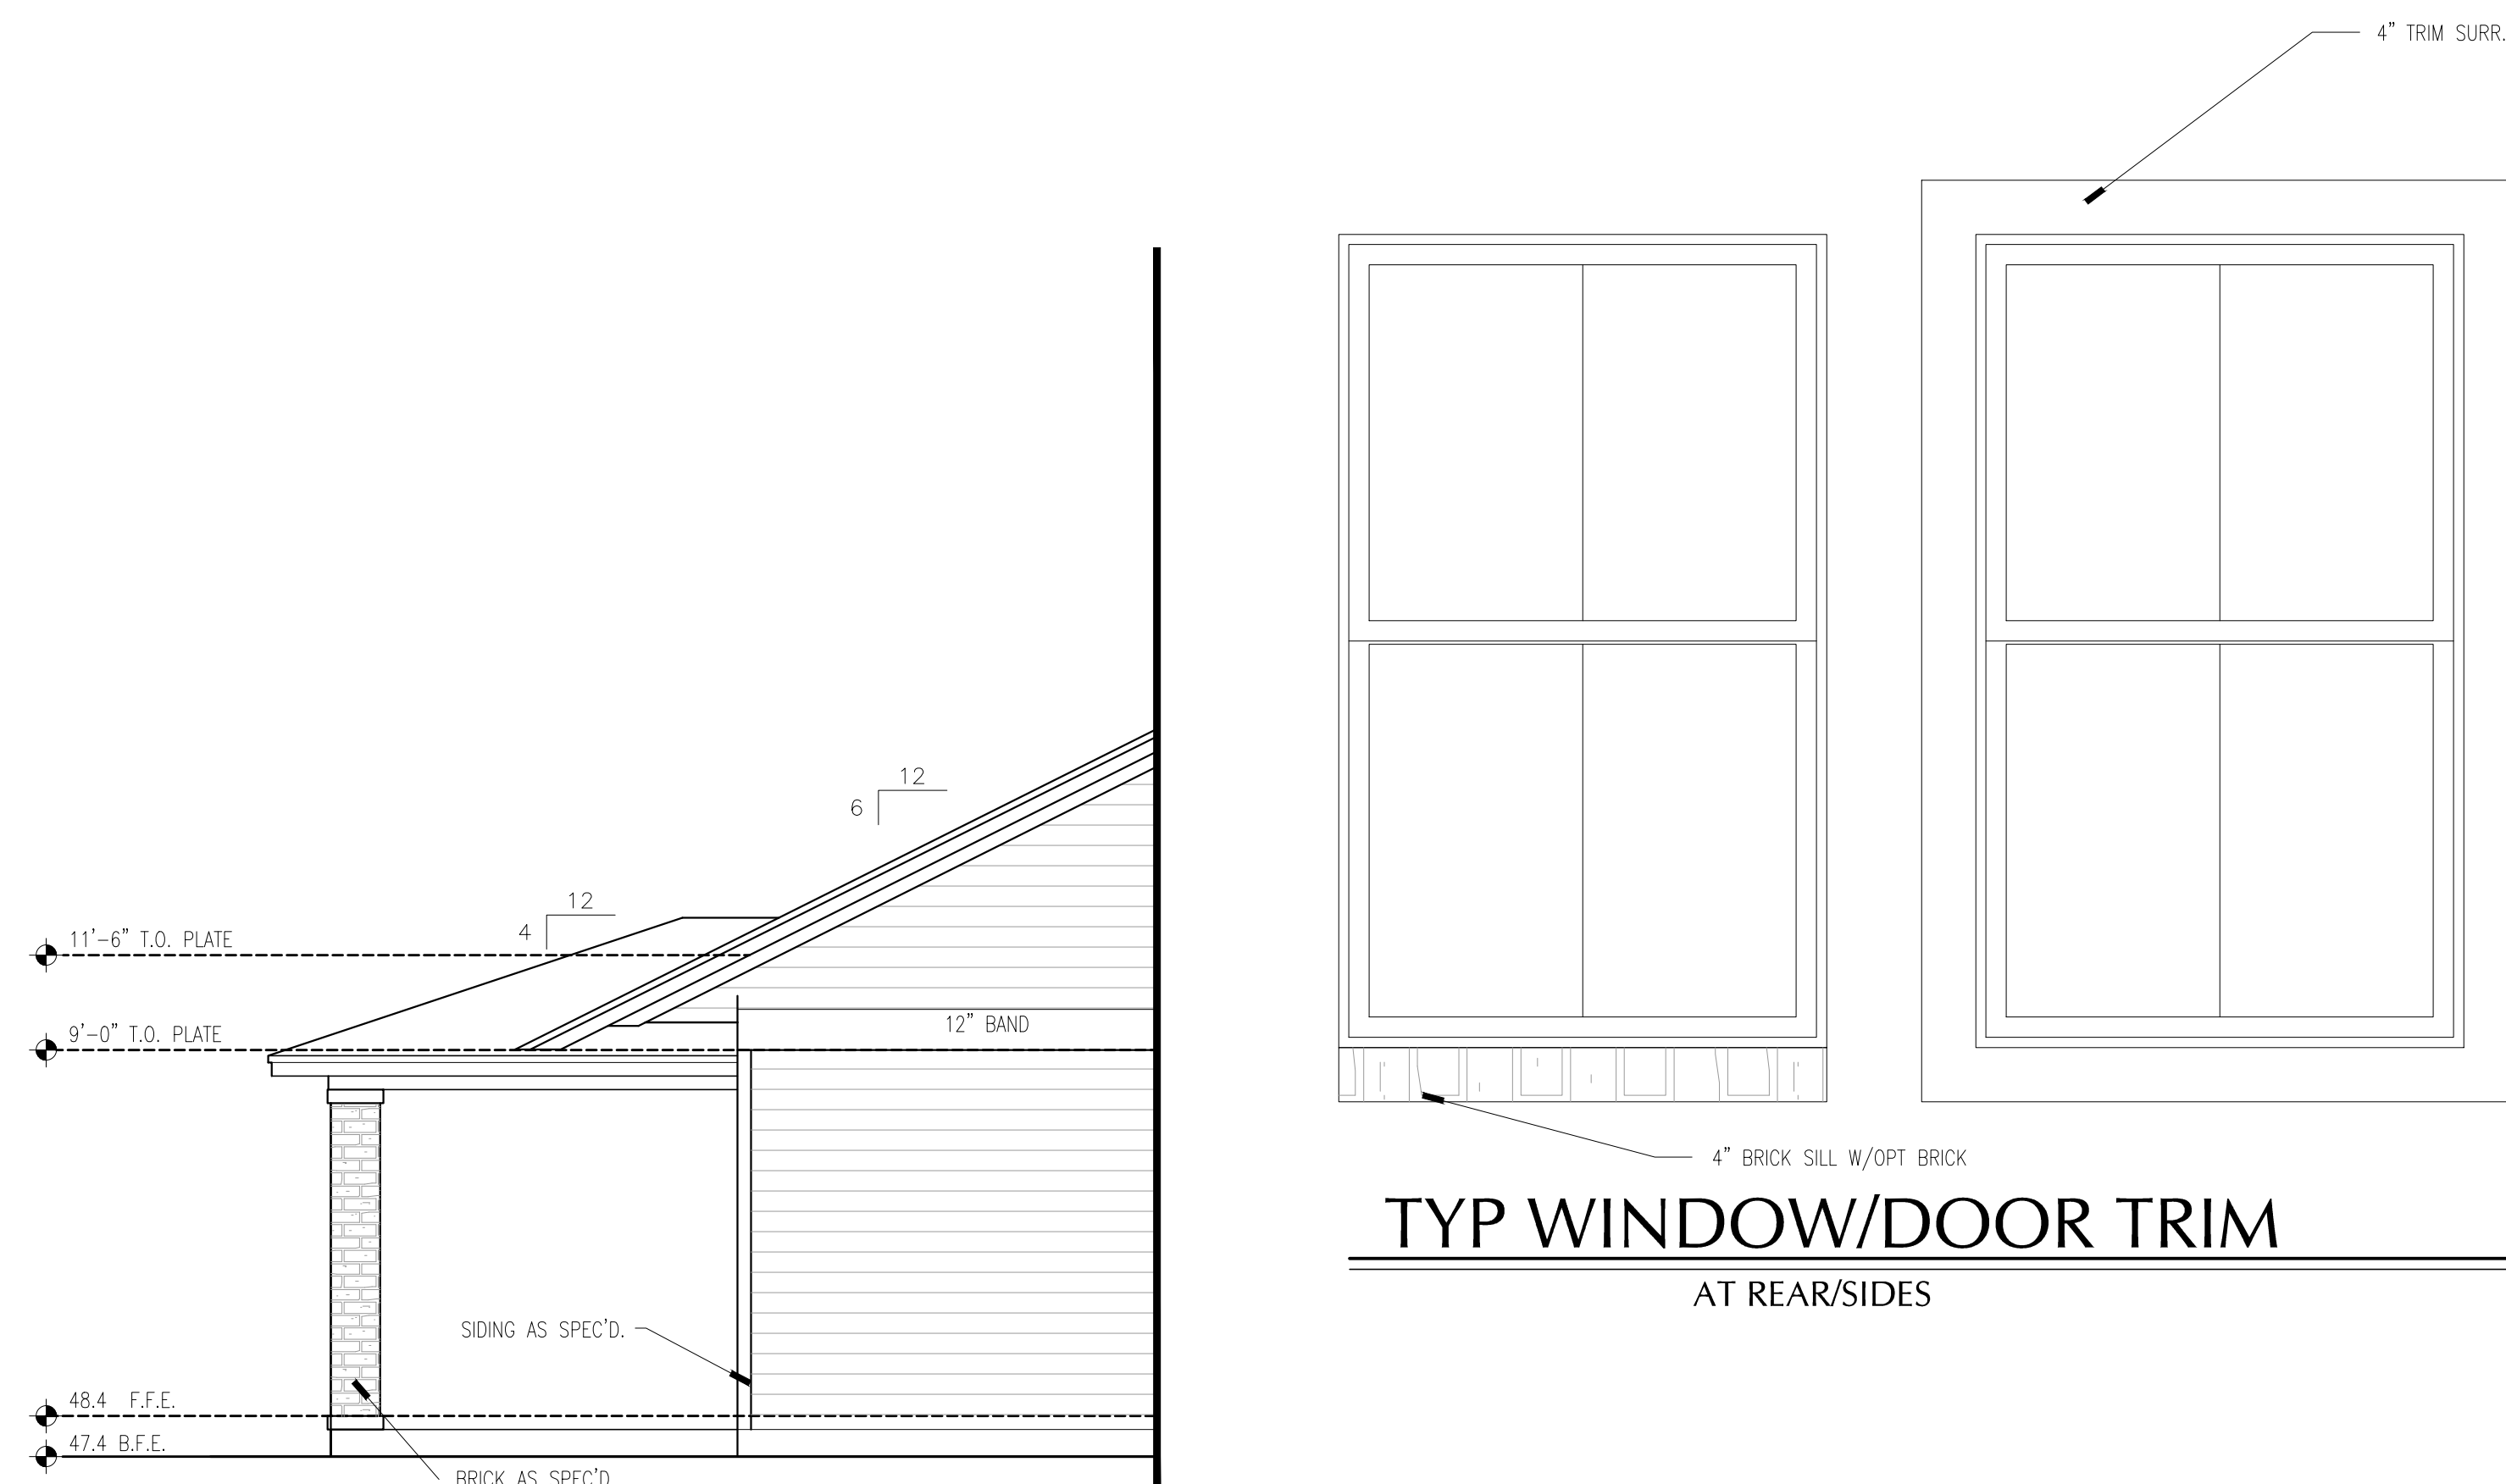 4” TRIM SURR.
12
6
12
4
11’-6” T.O. PLATE
9’-0” T.O. PLATE
12” BAND
4” BRICK SILL W/OPT BRICK
TYP WINDOW/DOOR TRIM
AT REAR/SIDES
SIDING AS SPEC’D.
48.4 F.F.E.
47.4 B.F.E.
BRICK AS SPEC’D